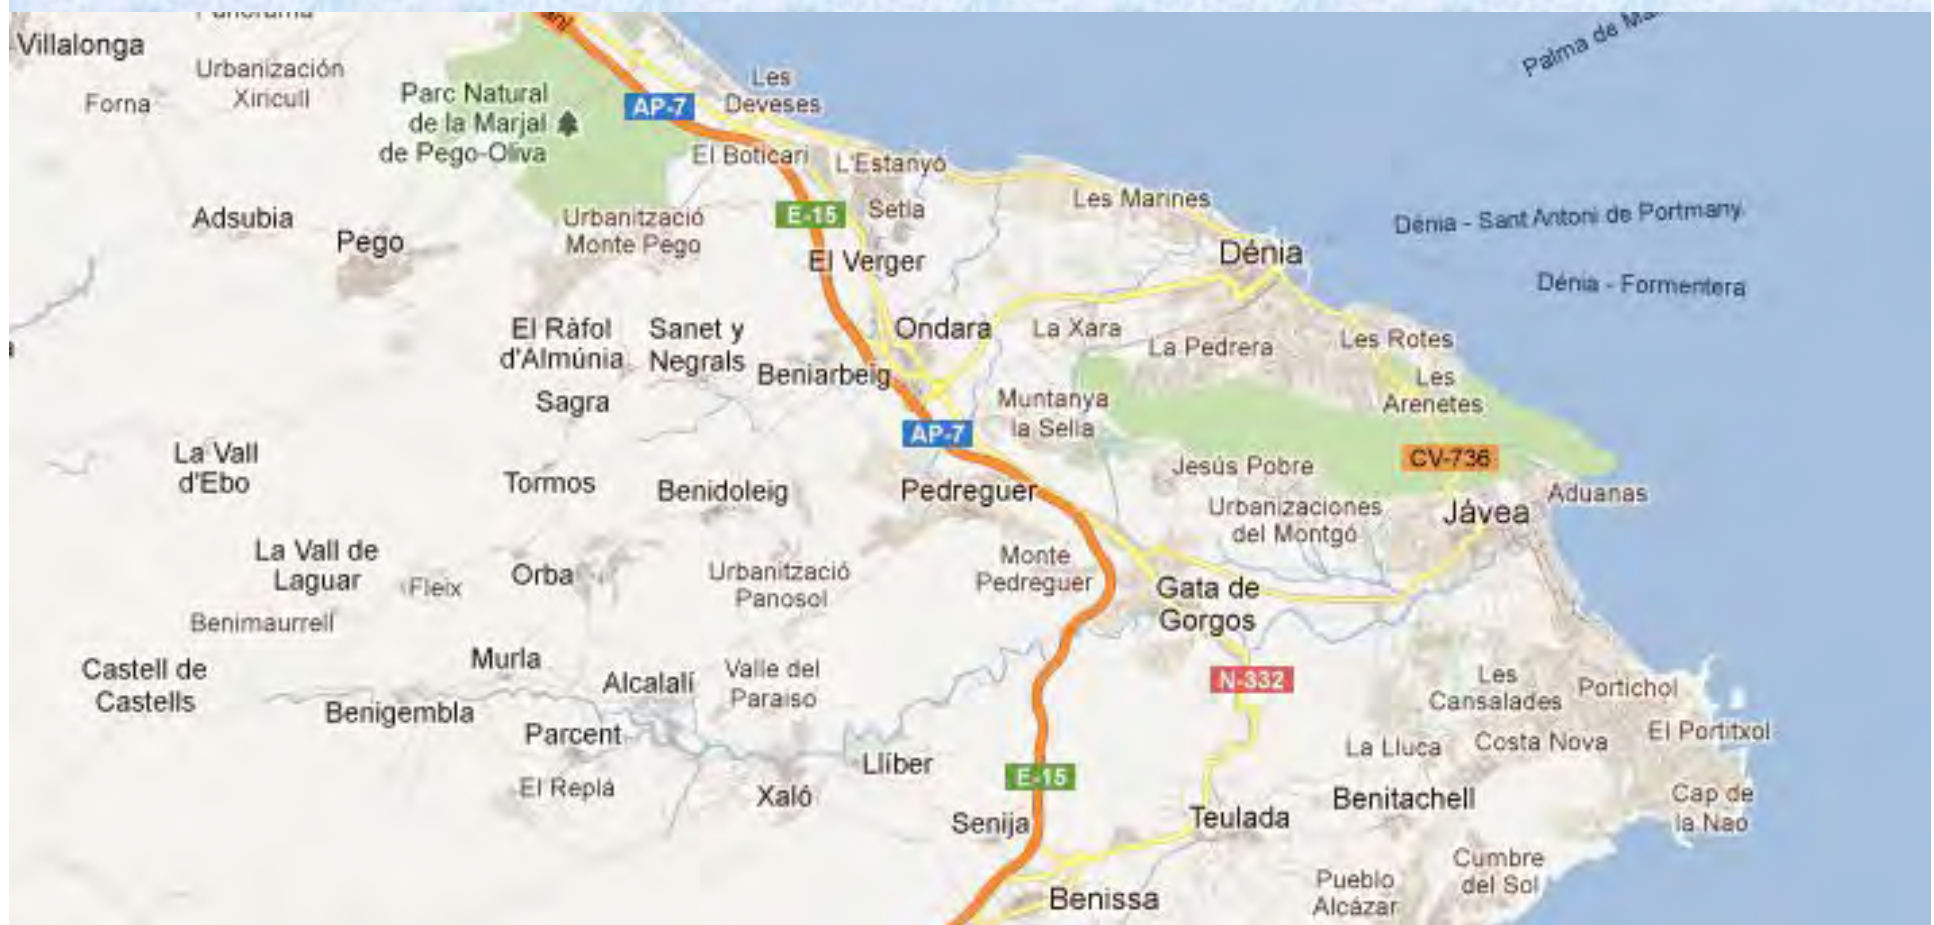 Villalonga
Urbanización
Xiricull
Forna
Parc Natural
de la Marjal
de Pego-Oliva
AP-7
Les
Deveses
Palma de
El Boticari
L'Estanyó
Setla
Les Marines
Adsubia
Pego
Urbanització
Monte Pego
E-15
El Verger
Dénia
Dénia - Sant Antoni de Portmany
Dénia - Formentera
El Ràfol
d'Almúnia
Sanet y
Negrals
Ondara
La Xara
La Pedrera
Les Rotes
Beniarbeig
Sagra
Muntanya
la Sella
Les
Arenetes
AP-7
CV-736
La Vall
d'Ebo
Tormos
Benidoleig
Pedreguer
Jesús Pobre
Urbanizaciones
del Montgó
Jávea
Aduanas
La Vall de
Laguar
Fleix
Orba
Urbanització
Panosol
Monte
Pedreguer
Gata de
Gorgos
Benimaurrell
Castell de
Castells
Murla
Alcalalí
Valle del
Paraiso
N-332
Les
Cansalades
Portichol
Benigembla
Parcent
El Portitxol
La Lluca
Costa Nova
Llíber
E-15
El Replá
Xaló
Benitachell
Cap de
la Nao
Senija
Teulada
Cumbre
del Sol
Benissa
Pueblo
Alcázar